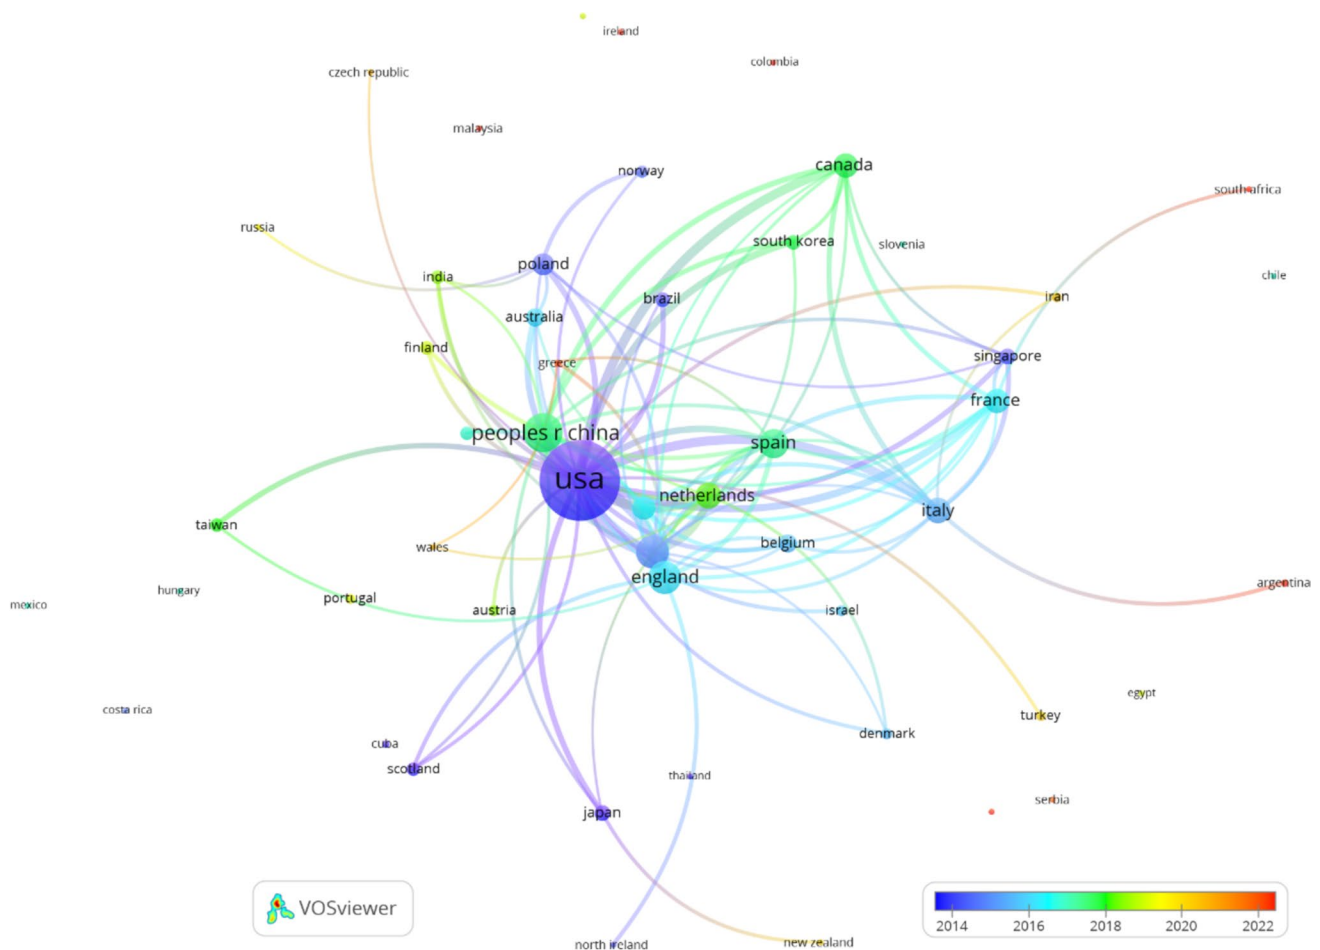 ireland
colombia
czech republic
malaysia
canada
norway
south africa
russia
south korea
slovenia
poland
india
chile
brazil
iran
australia
finland
singapore
greece
france
peoples r china
spain
usa
netherlands
italy
taiwan
belgium
wales
england
argentina
hungary
portugal
mexico
austria
israel
egypt
costa rica
turkey
denmark
cuba
scotland
thailand
serbia
japan
VOSviewer
2014 2016 2018 2020 2022
north ireland
new zealand